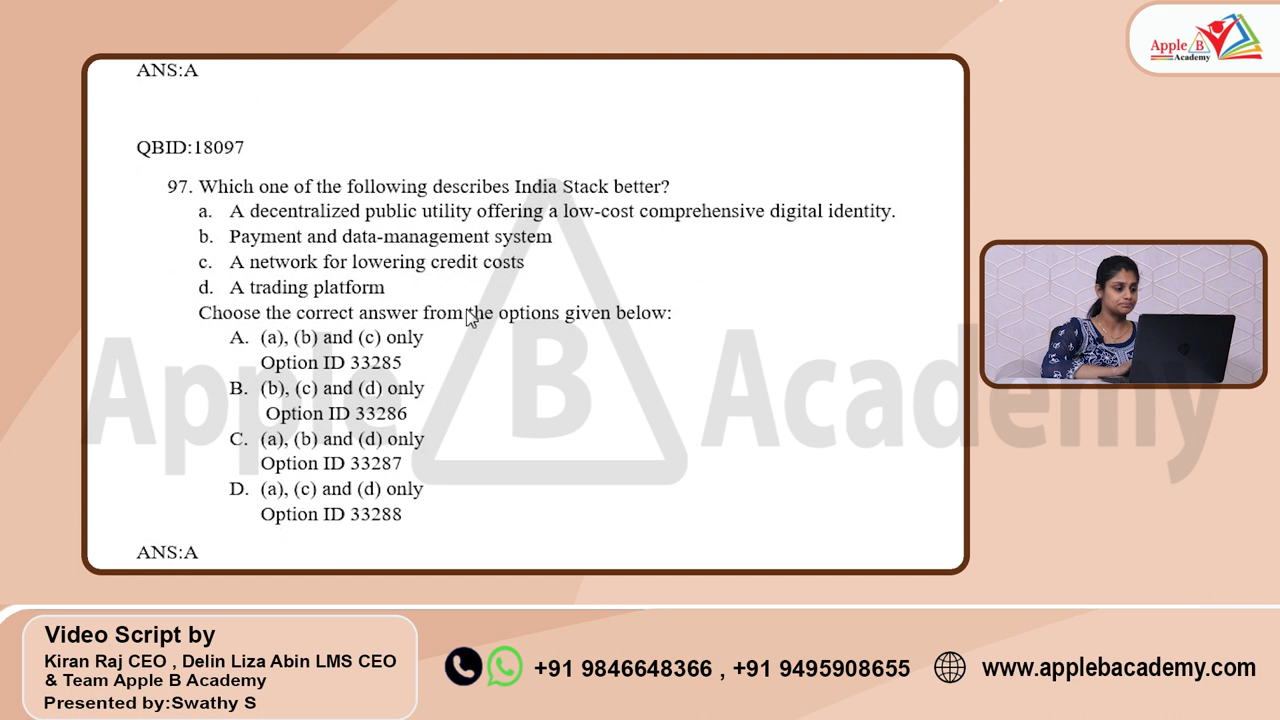 Apple B
Academy
ANS:A
QBID:18097
97. Which one of the following describes India Stack better?
a. A decentralized public utility offering a low-cost comprehensive digital identity.
b. Payment and data-management system
c. A network for lowering credit costs
d. A trading platform
Choose the correct answer from the options given below:
A. (a), (b) and (c) only
Option ID 33285
B. (b), (c) and (d) only
Option ID 33286
C. (a), (b) and (d) only
Option ID 33287
D. (a), (c) and (d) only
Option ID 33288
ANS:A
Apple B Academy
Video Script by
Kiran Raj CEO , Delin Liza Abin LMS CEO
& Team Apple B Academy
Presented by:Swathy S
+91 9846648366 , +91 9495908655
www.applebacademy.com